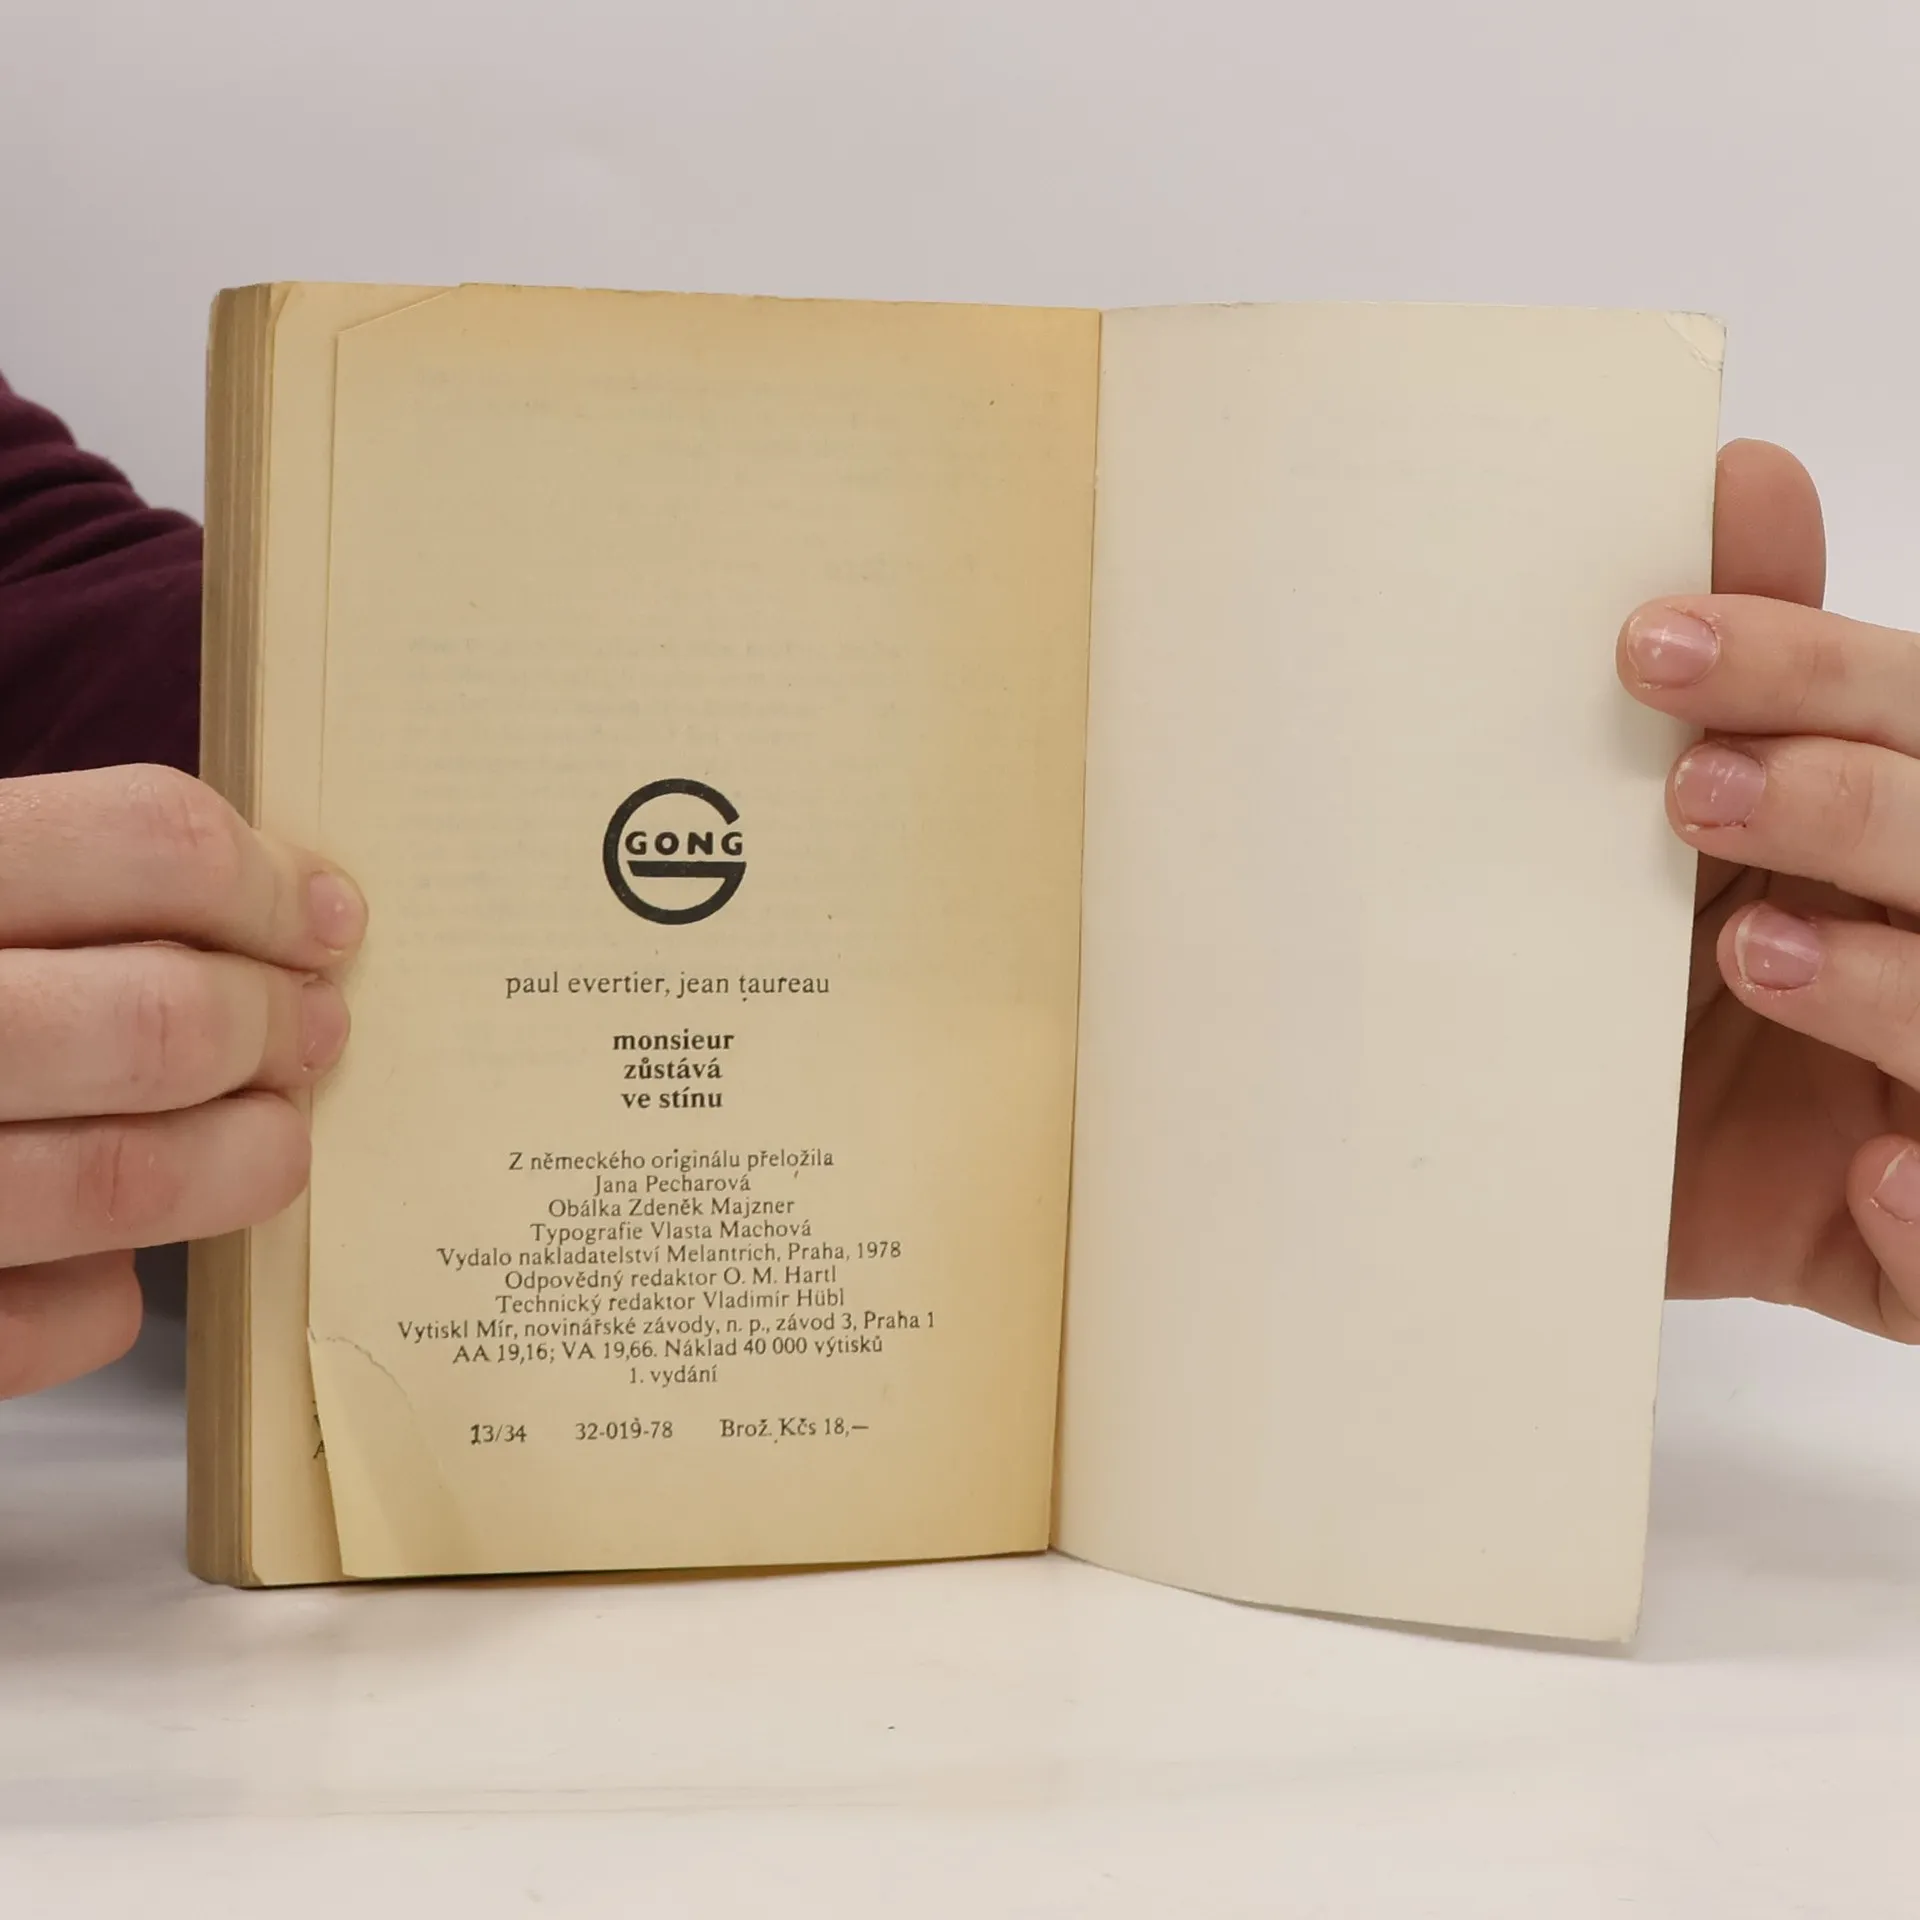 GONG
paul evertier, jean taureau
monsieur
zůstává
ve stínu
Z německého originálu přeložila
Jana Pecharová
Obálka Zdeněk Majzner
Typografie Vlasta Machová
Vydalo nakladatelství Melantrich, Praha, 1978
Odpovědný redaktor O. M. Hartl
Technický redaktor Vladimír Hübl
Vytiskl Mír, novinářské závody, n. p., závod 3, Praha 1
AA 19,16; VA 19,66. Náklad 40 000 výtisků
1. vydání
13/34 32-019-78 Brož. Kčs 18,—